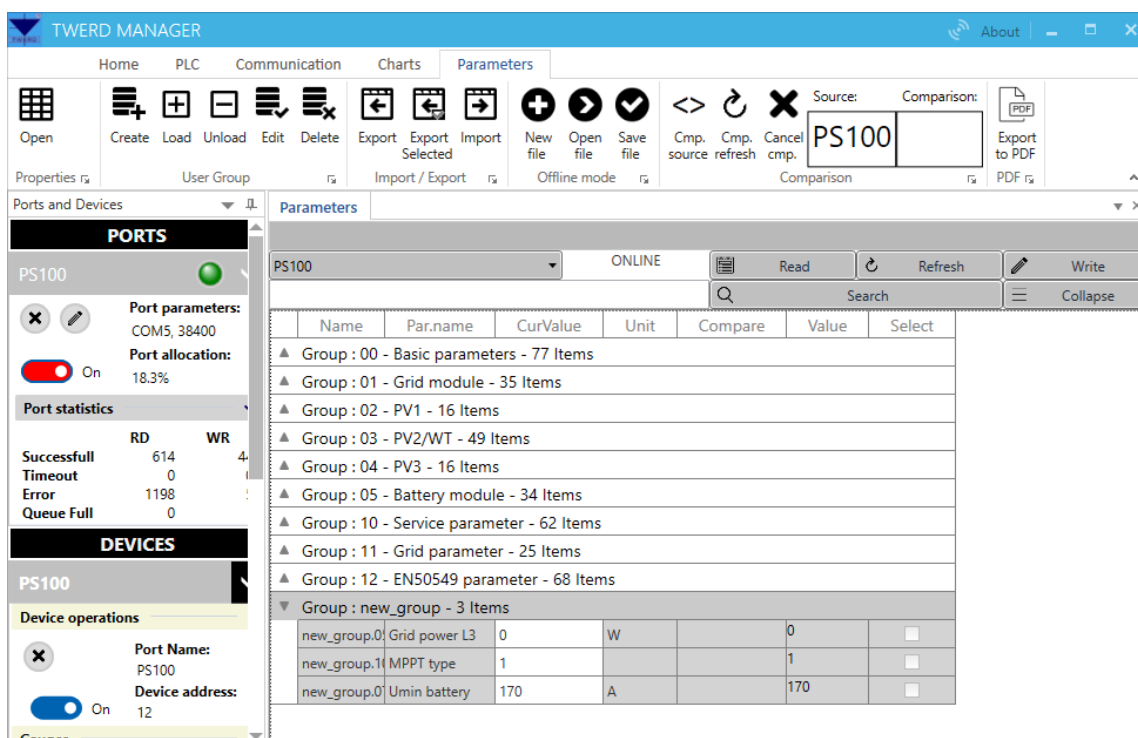 TWERD MANAGER About
Home PLC Communication Charts Parameters
Open Create Load Unload Edit Delete Export Export Selected Import New file Open file Save file Cmp. source Cmp. refresh Cancel cmp. Source: PS100 Comparison: PDF Export to PDF
Properties User Group Import / Export Offline mode Comparison PDF
Ports and Devices
PORTS
PS100
Port parameters:
COM5, 38400
Port allocation:
On 18.3%
Port statistics
RD WR
Successfull 614
Timeout 0
Error 1198
Queue Full 0
DEVICES
PS100
Device operations
Port Name:
PS100
Device address:
On 12
Parameters
PS100 ONLINE Read Refresh Write
Search Collapse
Name Par.name CurValue Unit Compare Value Select
Group : 00 - Basic parameters - 77 Items
Group : 01 - Grid module - 35 Items
Group : 02 - PV1 - 16 Items
Group : 03 - PV2/WT - 49 Items
Group : 04 - PV3 - 16 Items
Group : 05 - Battery module - 34 Items
Group : 10 - Service parameter - 62 Items
Group : 11 - Grid parameter - 25 Items
Group : 12 - EN50549 parameter - 68 Items
Group : new_group - 3 Items
Grid power L3 0 W 0
MPPT type 1 1
Umin battery 170 A 170